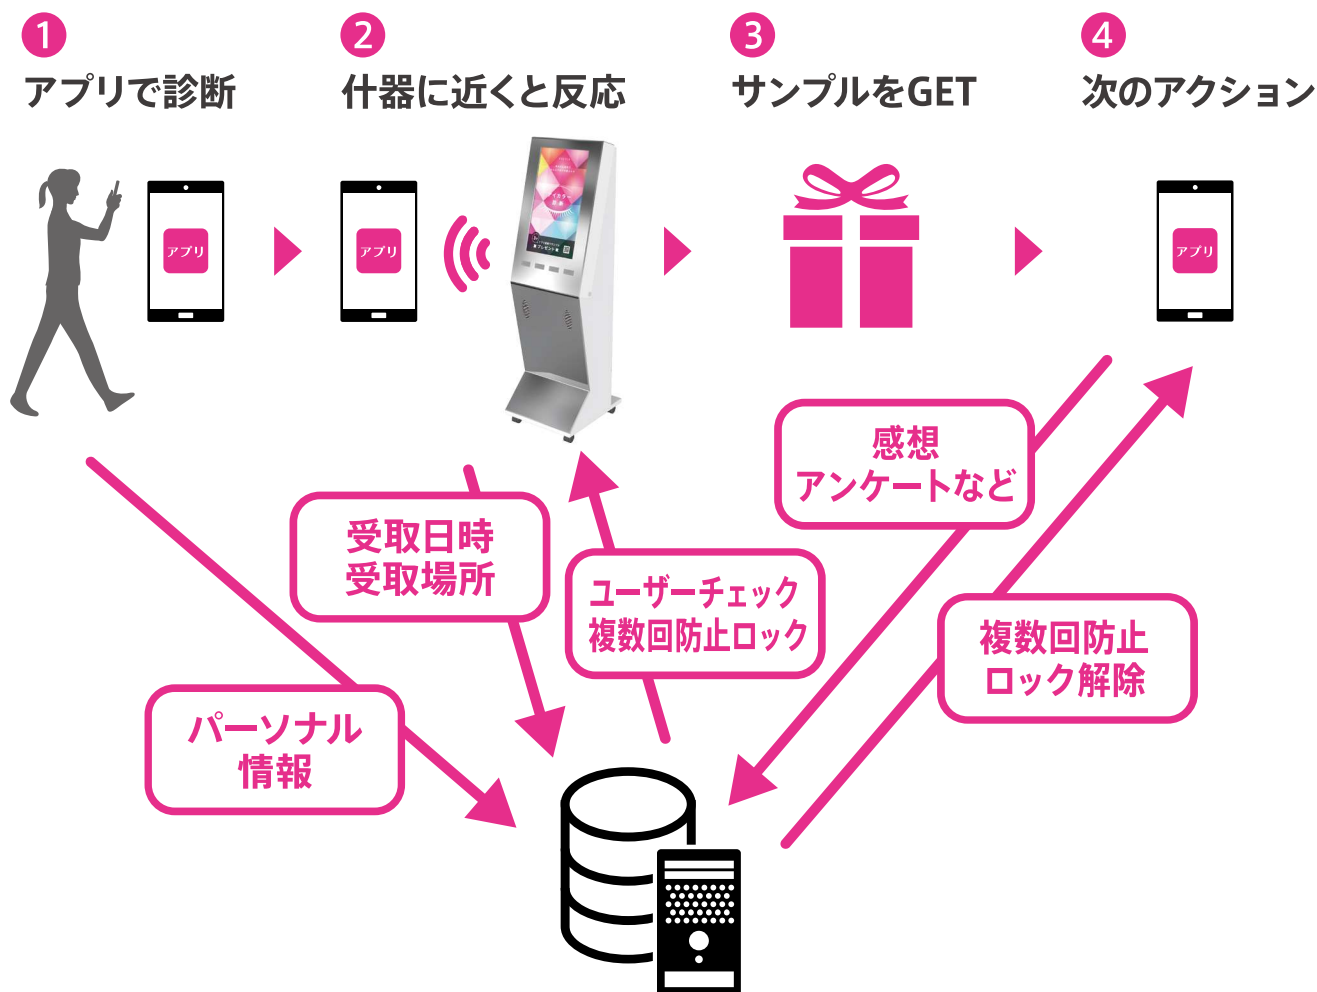 1
アプリで診断
2
什器に近くと反応
3
サンプルをGET
4
次のアクション
アプリ
アプリ
アプリ
感想
アンケートなど
受取日時
受取場所
ユーザーチェック
複数回防止ロック
複数回防止
ロック解除
パーソナル
情報